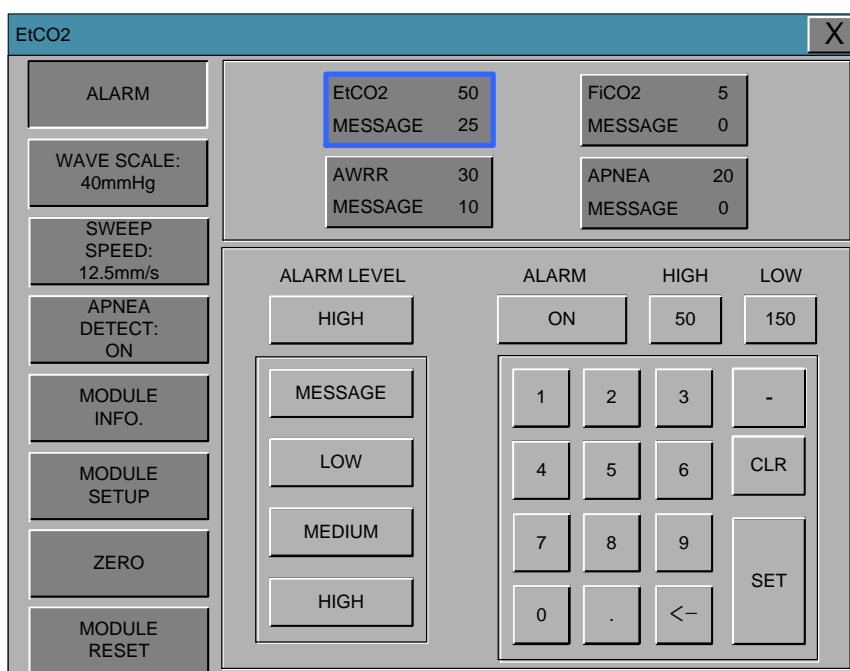 EtCO2
X
ALARM
WAVE SCALE:
40mmHg
SWEEP
SPEED:
12.5mm/s
APNEA
DETECT:
ON
MODULE
INFO.
MODULE
SETUP
ZERO
MODULE
RESET
EtCO2 50
MESSAGE 25
FiCO2 5
MESSAGE 0
AWRR 30
MESSAGE 10
APNEA 20
MESSAGE 0
ALARM LEVEL
HIGH
MESSAGE
LOW
MEDIUM
HIGH
ALARM HIGH LOW
ON 50 150
1 2 3 -
4 5 6 CLR
7 8 9
SET
0 . <-